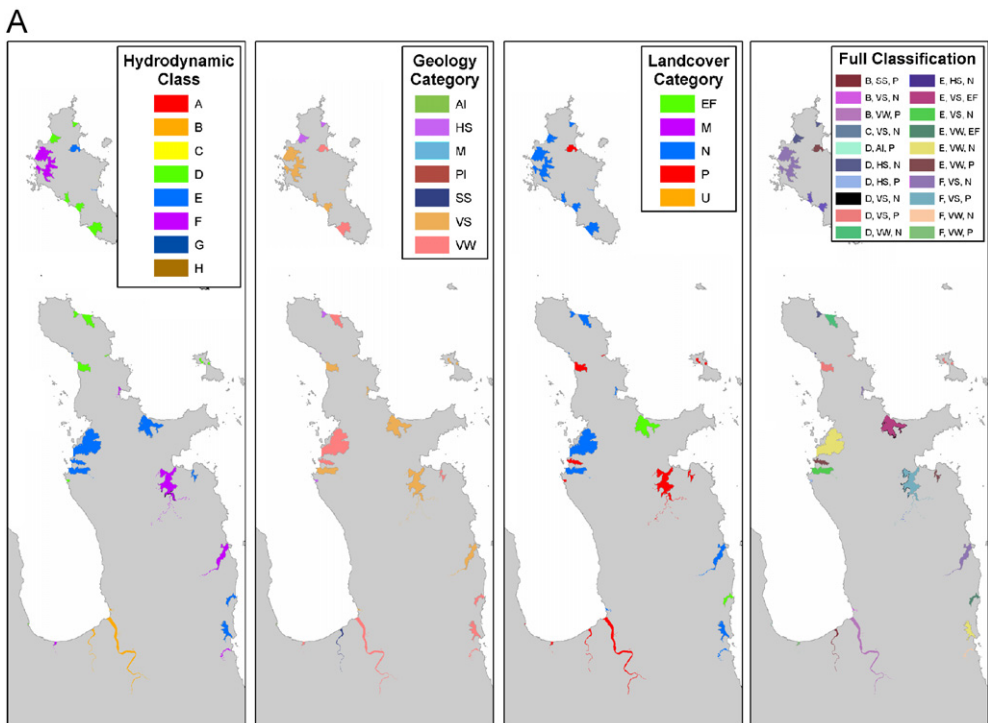 A
Hydrodynamic
Class
A
B
C
D
E
F
G
H
Geology
Category
AI
HS
M
PI
SS
VS
VW
Landcover
Category
EF
M
N
P
U
Full Classification
B, SS, P
B, VS, N
B, VW, P
C, VS, N
D, AI, P
D, HS, N
D, HS, P
D, VS, N
D, VS, P
D, VW, N
E, HS, N
E, VS, EF
E, VS, N
E, VW, EF
E, VW, N
E, VW, P
F, VS, N
F, VS, P
F, VW, N
F, VW, P